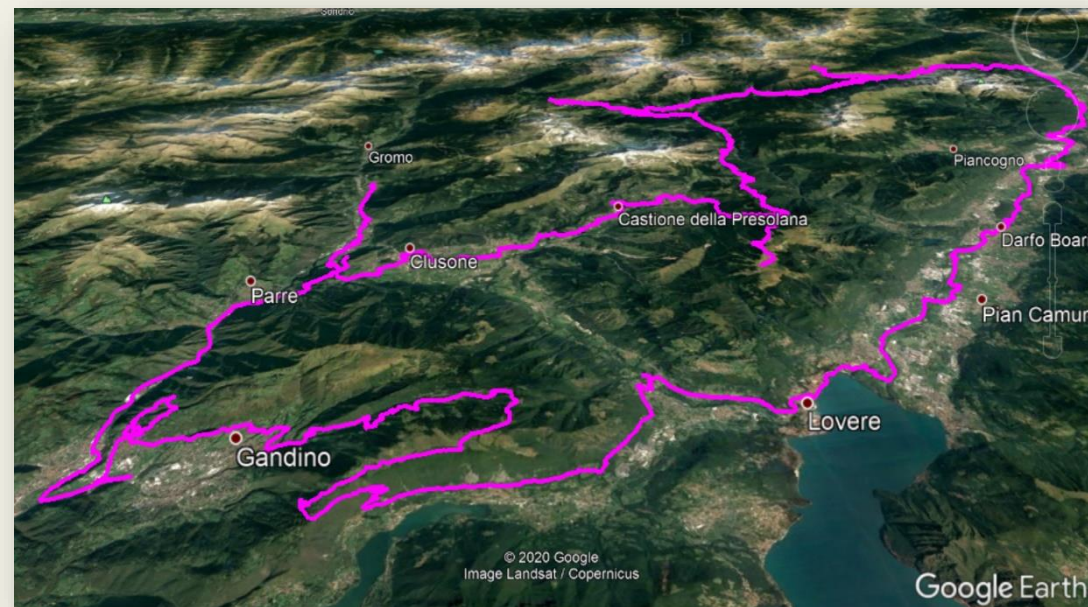 Sondrio
Gromo
Piancogno
Castione della Presolana
Clusone
Darfo Boar
Parre
Pian Camun
Lovere
Gandino
© 2020 Google
Image Landsat / Copernicus
Google Earth